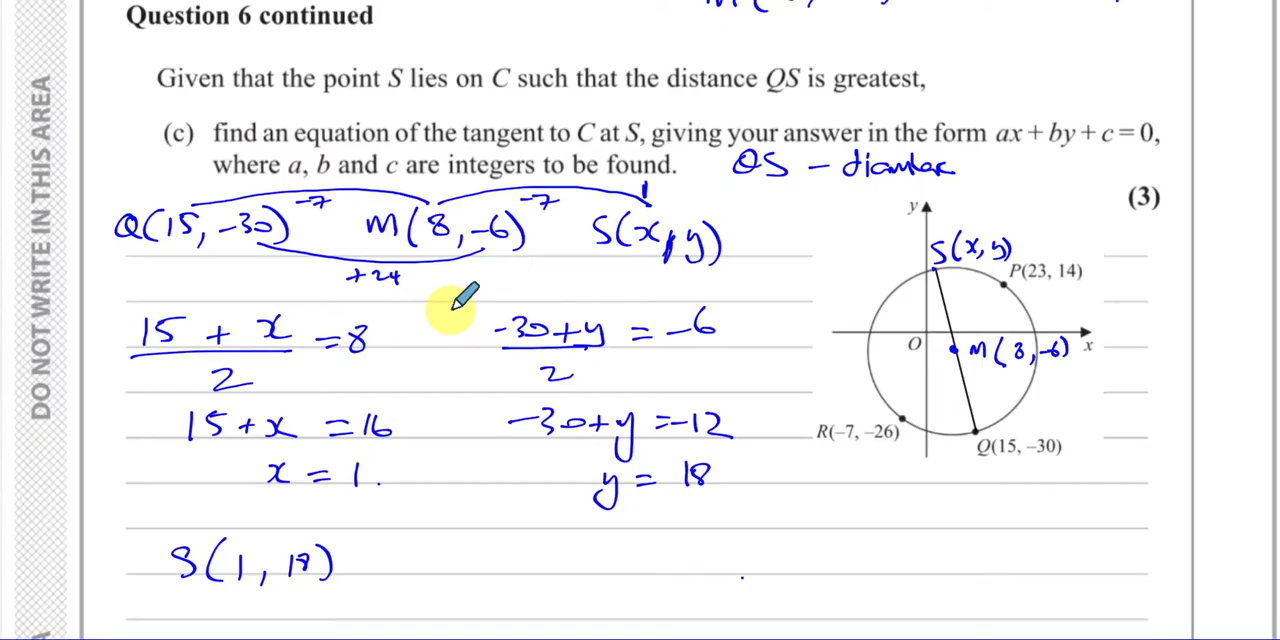 Question 6 continued
Given that the point S lies on C such that the distance QS is greatest,
(c) find an equation of the tangent to C at S, giving your answer in the form ax + by + c = 0,
where a, b and c are integers to be found.
QS – diameter
(3)
Q(15, -30) -7 M(8, -6) -7 S(x, y)
+24
15 + x / 2 = 8
-30+y / 2 = -6
15 + x = 16
-30+y = -12
x = 1.
y = 18
S(1, 18)
y
S(x, y)
P(23, 14)
O
x
M(8, -6)
R(–7, –26)
Q(15, –30)
DO NOT WRITE IN THIS AREA